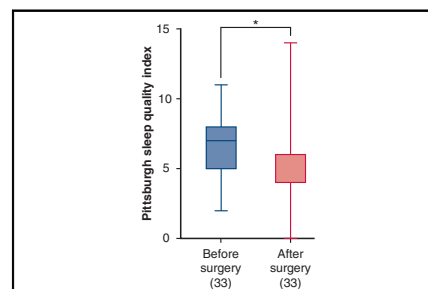 *
Pittsburgh sleep quality index
15
10
5
0
Before
surgery
(33)
After
surgery
(33)